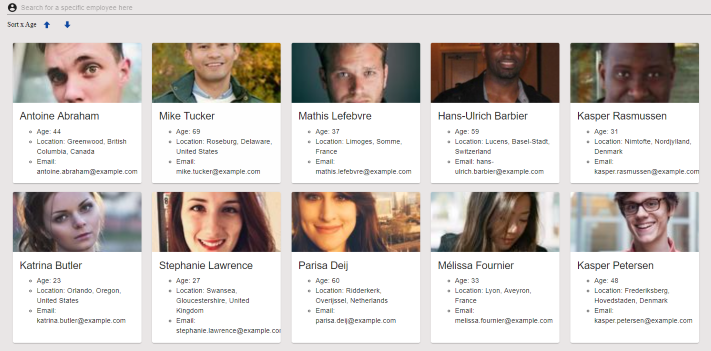 Search for a specific employee here
Sort x Age
Antoine Abraham
Age: 44
Location: Greenwood, British
Columbia, Canada
Email:
antoine.abraham@example.com
Mike Tucker
Age: 69
Location: Roseburg, Delaware,
United States
Email:
mike.tucker@example.com
Mathis Lefebvre
Age: 37
Location: Limoges, Somme,
France
Email:
mathis.lefebvre@example.com
Hans-Ulrich Barbier
Age: 59
Location: Lucens, Basel-Stadt,
Switzerland
Email: hans-
ulrich.barbier@example.com
Kasper Rasmussen
Age: 31
Location: Nimtofte, Nordjylland,
Denmark
Email:
kasper.rasmussen@example.com
Katrina Butler
Age: 23
Location: Orlando, Oregon,
United States
Email:
katrina.butler@example.com
Stephanie Lawrence
Age: 27
Location: Swansea,
Gloucestershire, United
Kingdom
Email:
stephanie.lawrence@example.co
Parisa Deij
Age: 60
Location: Ridderkerk,
Overijssel, Netherlands
Email:
parisa.deij@example.com
Mélissa Fournier
Age: 33
Location: Lyon, Aveyron,
France
Email:
melissa.fournier@example.com
Kasper Petersen
Age: 48
Location: Frederiksberg,
Hovedstaden, Denmark
Email:
kasper.petersen@example.com